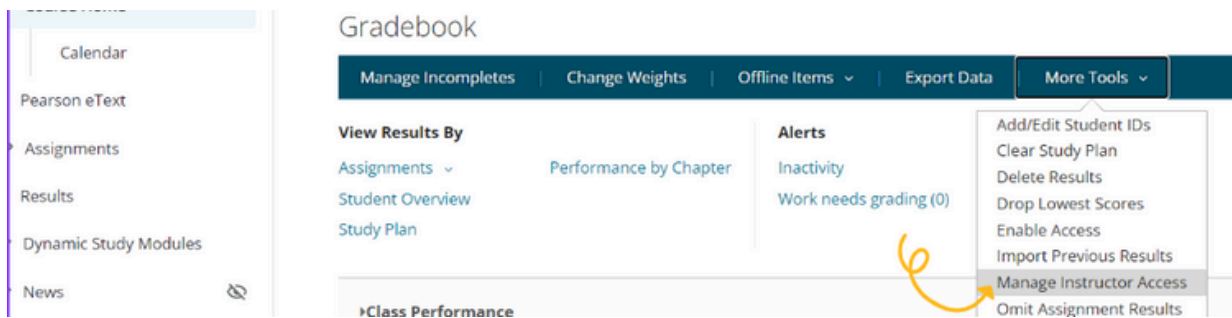 Gradebook
Calendar
Pearson eText
Assignments
Results
Dynamic Study Modules
News
Manage Incompletes | Change Weights | Offline Items | Export Data | More Tools
View Results By
Assignments
Performance by Chapter
Student Overview
Study Plan
Alerts
Inactivity
Work needs grading (0)
Add/Edit Student IDs
Clear Study Plan
Delete Results
Drop Lowest Scores
Enable Access
Import Previous Results
Manage Instructor Access
Omit Assignment Results
Class Performance